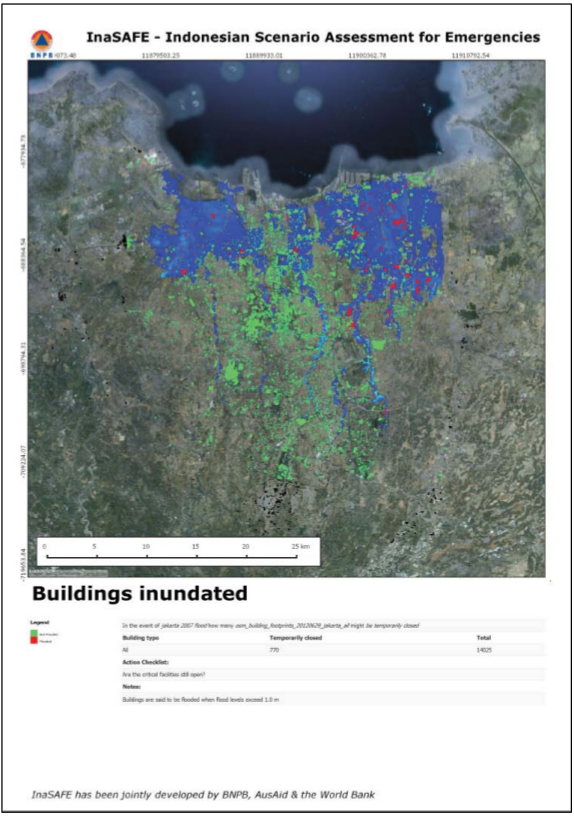 InaSAFE - Indonesian Scenario Assessment for Emergencies
BNPB
073.48 11879503.25 11889933.01 11900362.78 11910792.54
-677934.75
-688364.54
-698794.31
-709224.07
-719653.84
0 5 10 15 20 25 km
Buildings inundated
Legend
In the event of jakarta 2007 flood how many osm_building_footprints_20120629_jakarta_all might be temporarily closed
Building type Temporarily closed Total
All 770 14025
Action Checklist:
Are the critical facilities still open?
Notes:
Buildings are said to be flooded when flood levels exceed 1.0 m
InaSAFE has been jointly developed by BNPB, AusAid & the World Bank